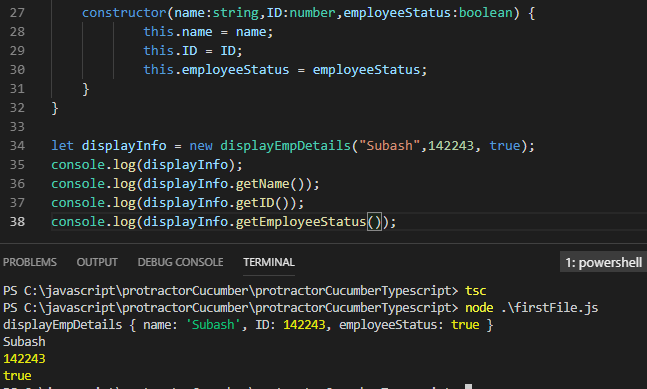 27 constructor(name:string,ID:number,employeeStatus:boolean) {
28 this.name = name;
29 this.ID = ID;
30 this.employeeStatus = employeeStatus;
31 }
32 }
33
34 let displayInfo = new displayEmpDetails("Subash",142243, true);
35 console.log(displayInfo);
36 console.log(displayInfo.getName());
37 console.log(displayInfo.getID());
38 console.log(displayInfo.getEmployeeStatus());
PROBLEMS OUTPUT DEBUG CONSOLE TERMINAL 1: powershell
PS C:\javascript\protractorCucumber\protractorCucumberTypescript> tsc
PS C:\javascript\protractorCucumber\protractorCucumberTypescript> node .\firstFile.js
displayEmpDetails { name: 'Subash', ID: 142243, employeeStatus: true }
Subash
142243
true